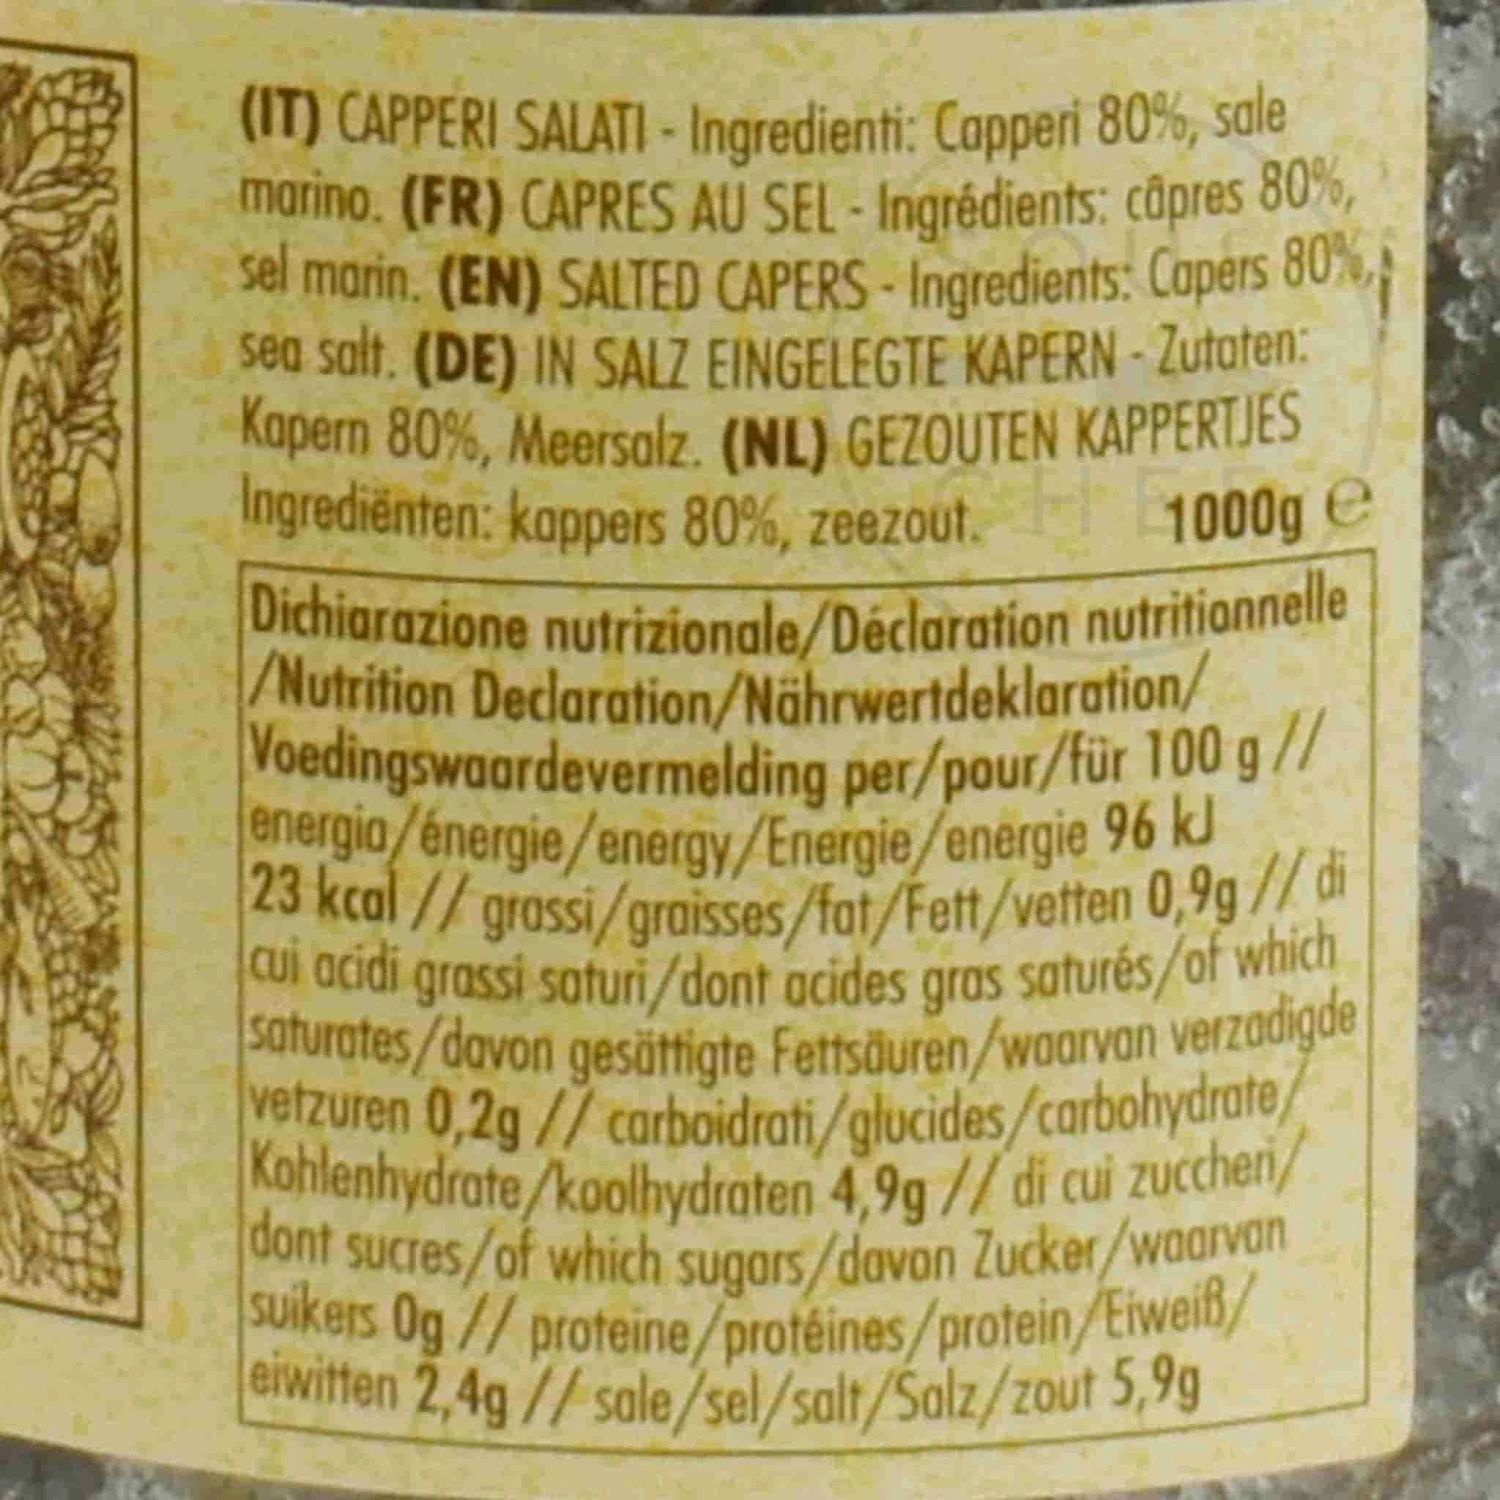 (IT) CAPPERI SALATI - Ingredienti: Capperi 80%, sale
marino. (FR) CAPRES AU SEL - Ingrédients: câpres 80%,
sel marin. (EN) SALTED CAPERS - Ingredients: Capers 80%,
sea salt. (DE) IN SALZ EINGELEGTE KAPERN - Zutaten:
Kapern 80%, Meersalz. (NL) GEZOUTEN KAPPERTJES
Ingrediënten: kappers 80%, zeezout. 1000g e
Dichiarazione nutrizionale/Déclaration nutritionnelle
/Nutrition Declaration/Nährwertdeklaration/
Voedingswaardevermelding per/pour/für 100 g //
energia/énergie/energy/Energie/energie 96 kJ
23 kcal // grassi/graisses/fat/Fett/vetten 0,9g // di
cui acidi grassi saturi/dont acides gras saturés/of which
saturates/davon gesättigte Fettsäuren/waarvan verzadigde
vetzuren 0,2g // carboidrati/glucides/carbohydrate/
Kohlenhydrate/koolhydraten 4,9g // di cui zuccheri/
dont sucres/of which sugars/davon Zucker/waarvan
suikers 0g // proteine/protéines/protein/Eiweiß/
eiwitten 2,4g // sale/sel/salt/Salz/zout 5,9g